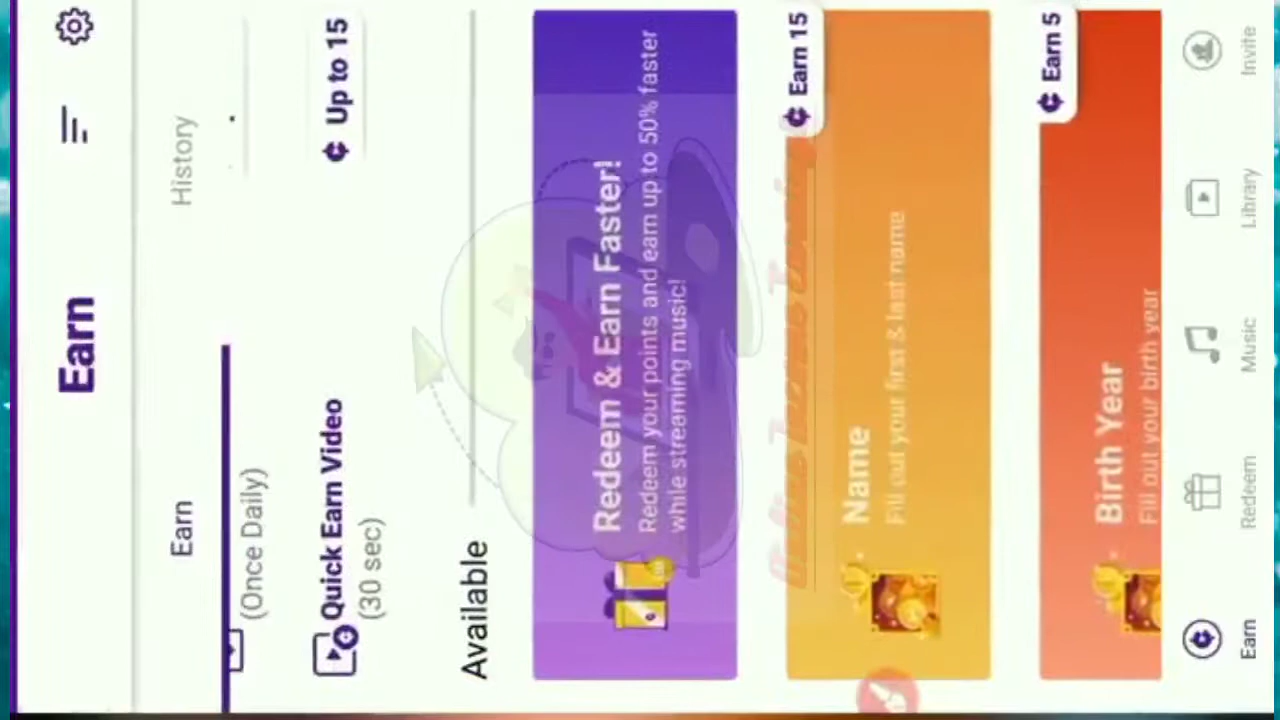 Earn
Earn
History
(Once Daily)
Quick Earn Video
Up to 15
(30 sec)
Available
Redeem & Earn Faster!
Redeem your points and earn up to 50% faster
while streaming music!
Earn 15
Name
Fill out your first & last name
Earn 5
Birth Year
Fill out your birth year
Earn
Redeem
Music
Library
Invite